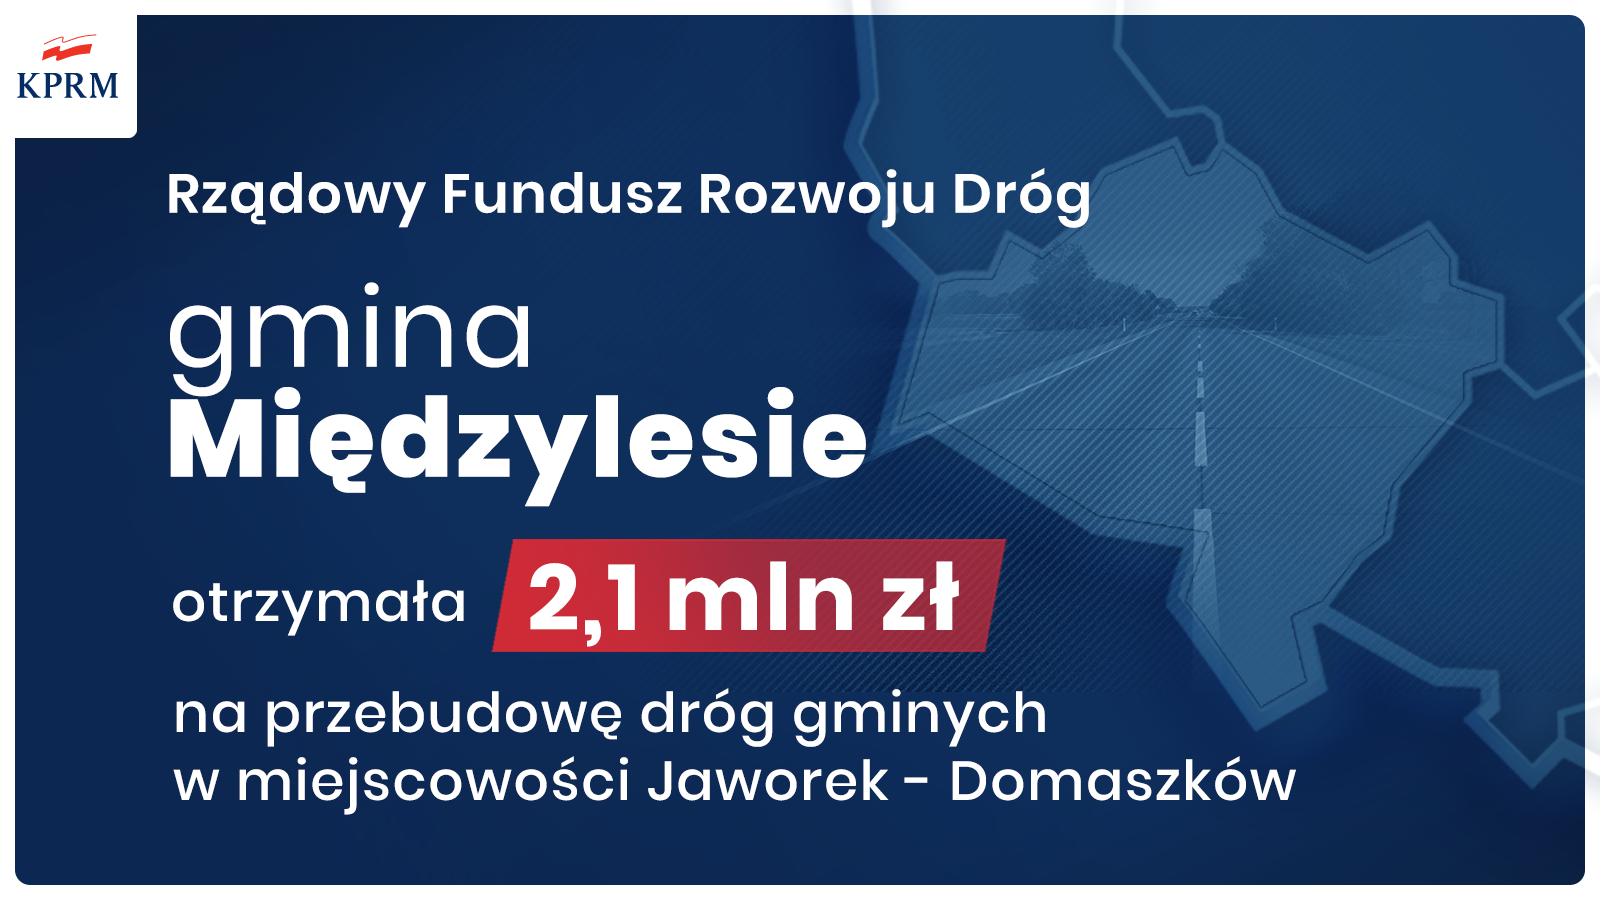 KPRM
Rządowy Fundusz Rozwoju Dróg
gmina
Międzylesie
otrzymała 2,1 mln zł
na przebudowę dróg gminych
w miejscowości Jaworek - Domaszków